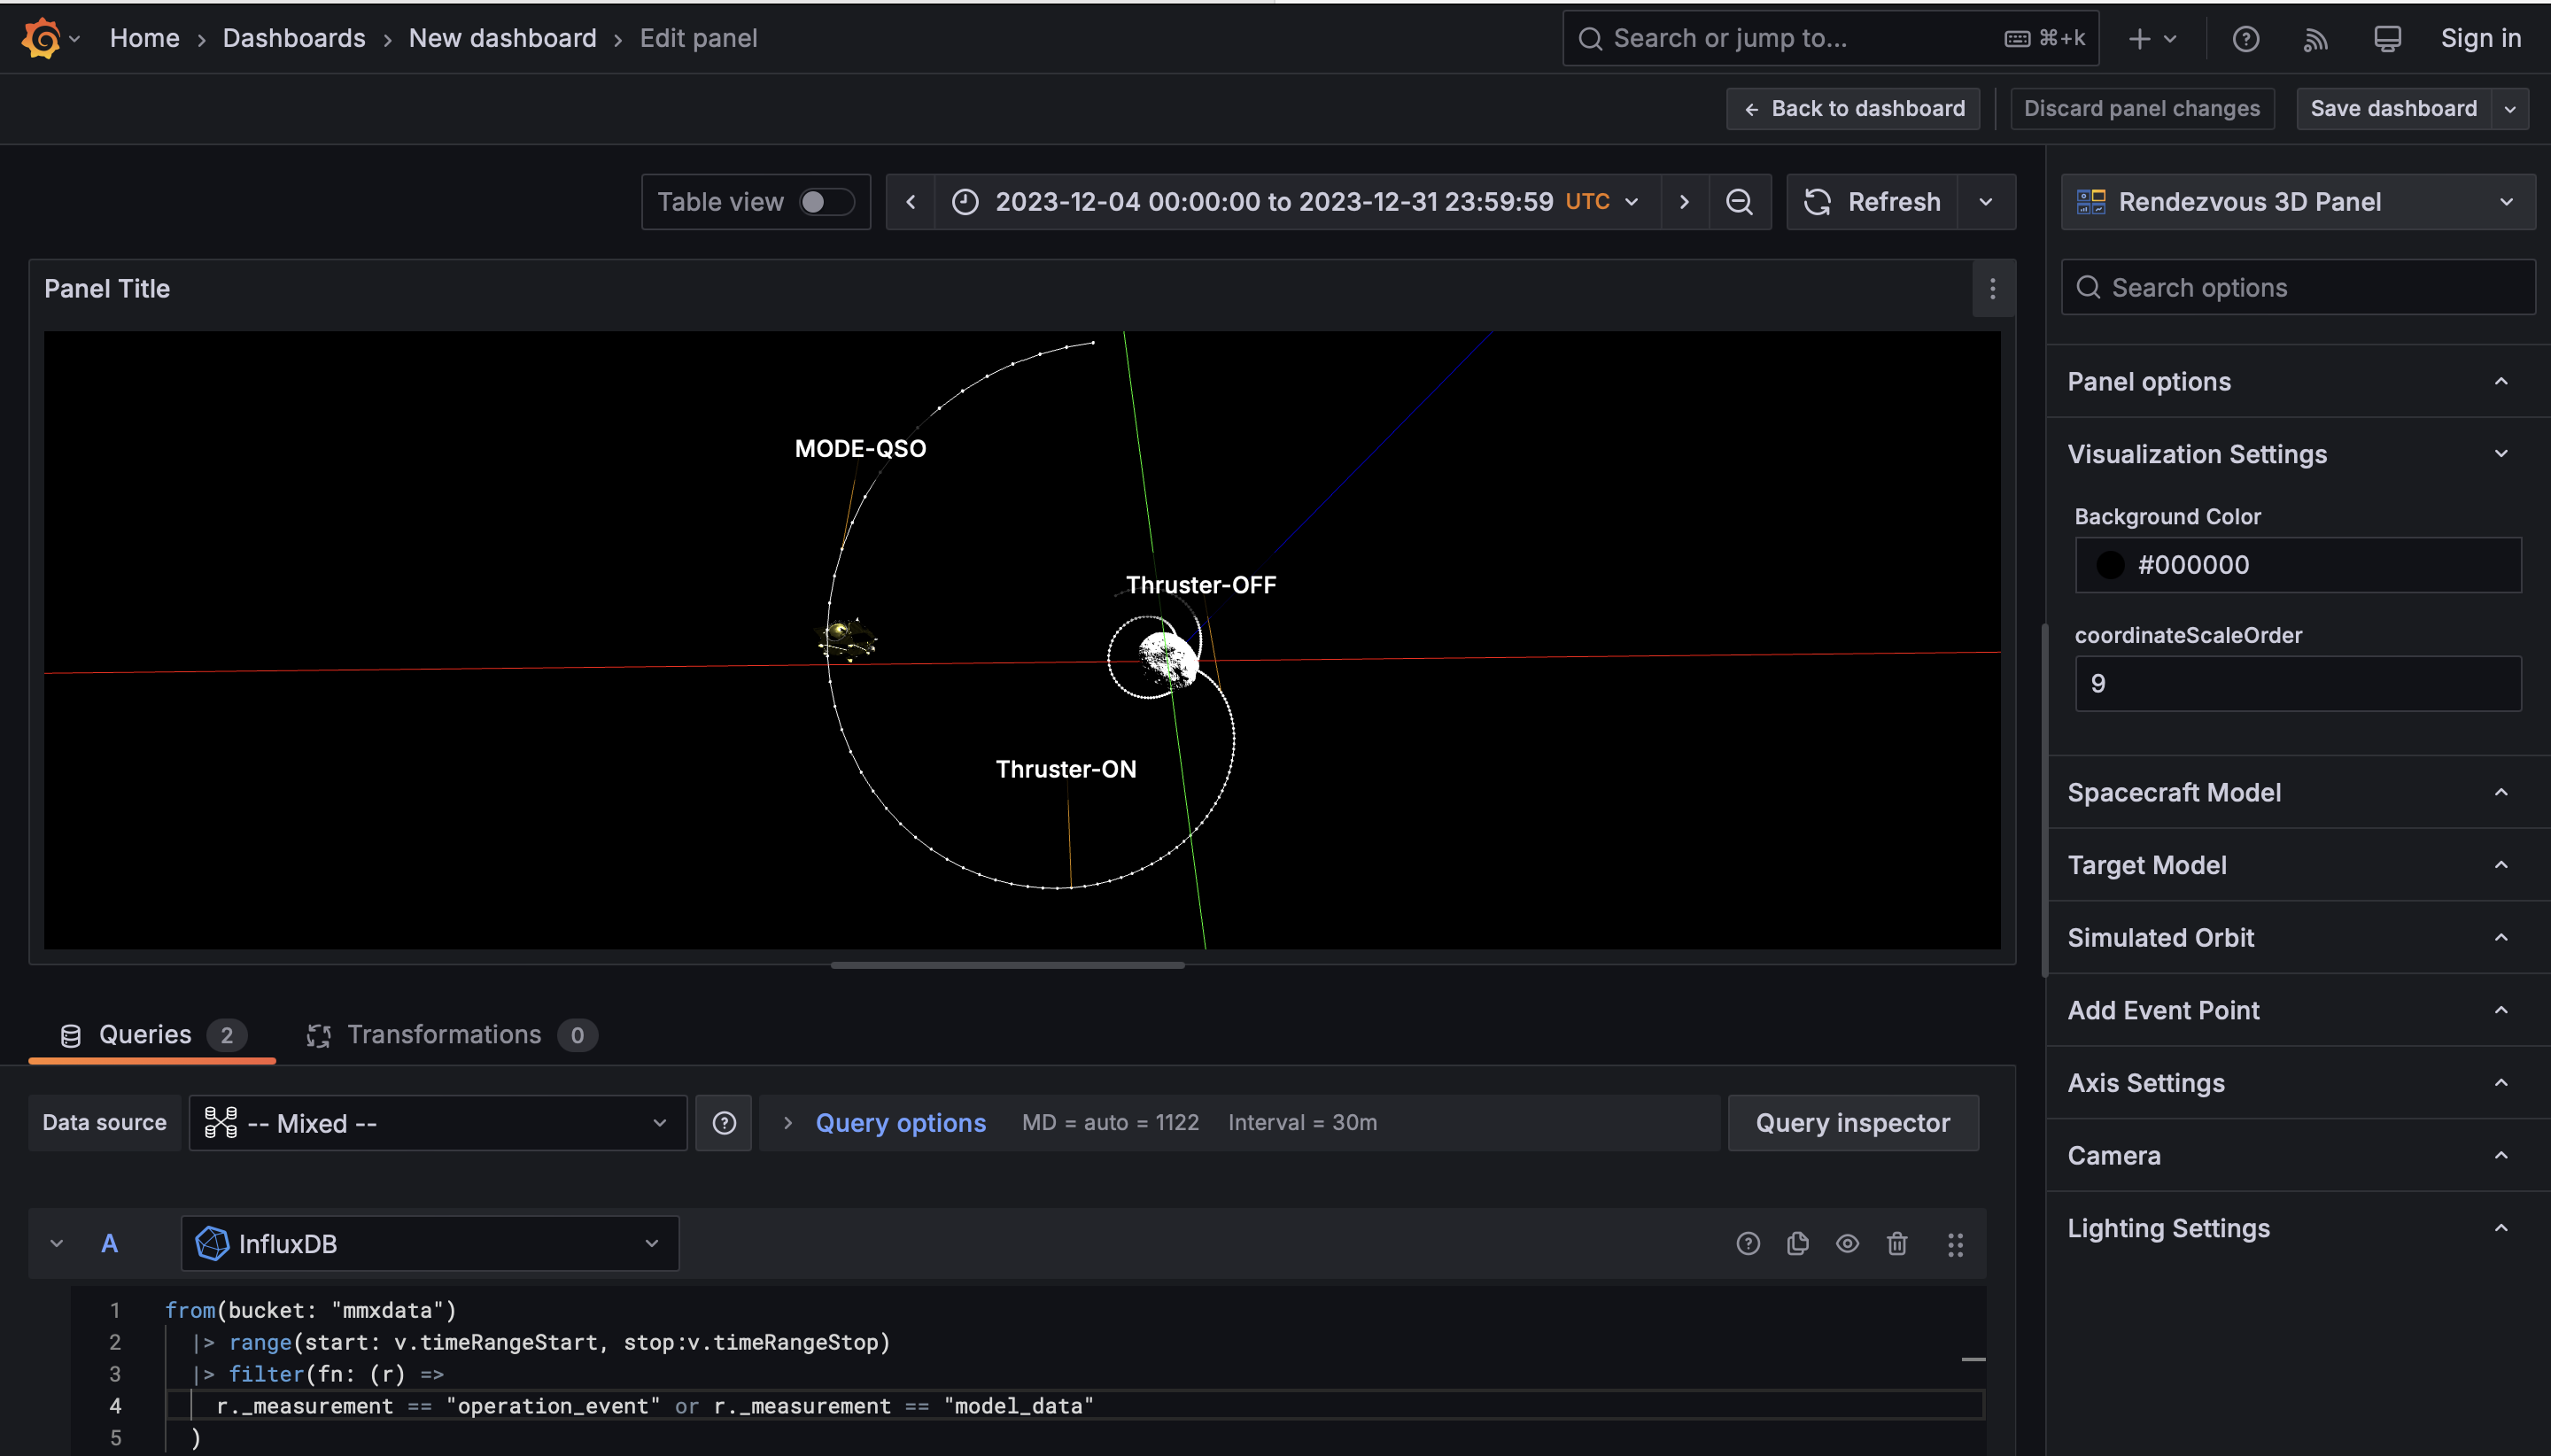 Home › Dashboards › New dashboard › Edit panel
Search or jump to...
⌘+k
Sign in
Back to dashboard
Discard panel changes
Save dashboard
Table view
2023-12-04 00:00:00 to 2023-12-31 23:59:59 UTC
Refresh
Rendezvous 3D Panel
Panel Title
Search options
MODE-QSO
Thruster-OFF
Thruster-ON
Panel options
Visualization Settings
Background Color
#000000
coordinateScaleOrder
9
Spacecraft Model
Target Model
Simulated Orbit
Add Event Point
Axis Settings
Camera
Lighting Settings
Queries 2
Transformations 0
Data source
-- Mixed --
Query options
MD = auto = 1122
Interval = 30m
Query inspector
A
InfluxDB
1 from(bucket: "mmxdata")
2 |> range(start: v.timeRangeStart, stop:v.timeRangeStop)
3 |> filter(fn: (r) =>
4 r._measurement == "operation_event" or r._measurement == "model_data"
5 )